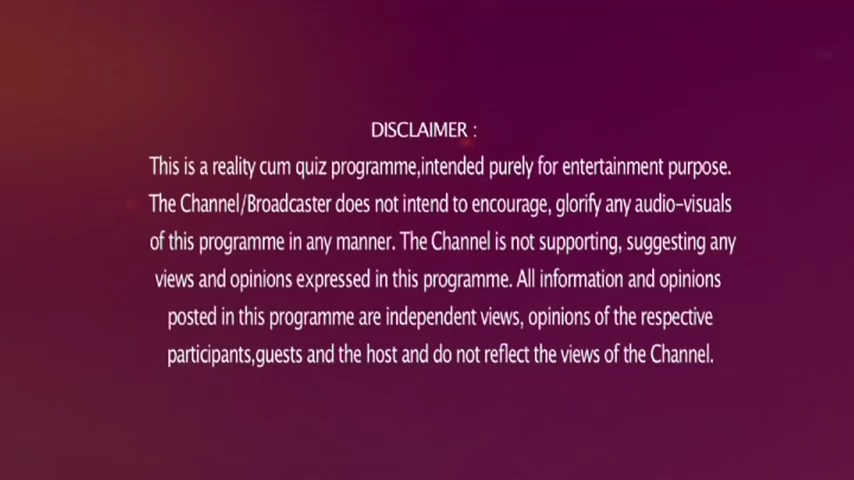 DISCLAIMER :
This is a reality cum quiz programme,intended purely for entertainment purpose.
The Channel/Broadcaster does not intend to encourage, glorify any audio-visuals
of this programme in any manner. The Channel is not supporting, suggesting any
views and opinions expressed in this programme. All information and opinions
posted in this programme are independent views, opinions of the respective
participants,guests and the host and do not reflect the views of the Channel.